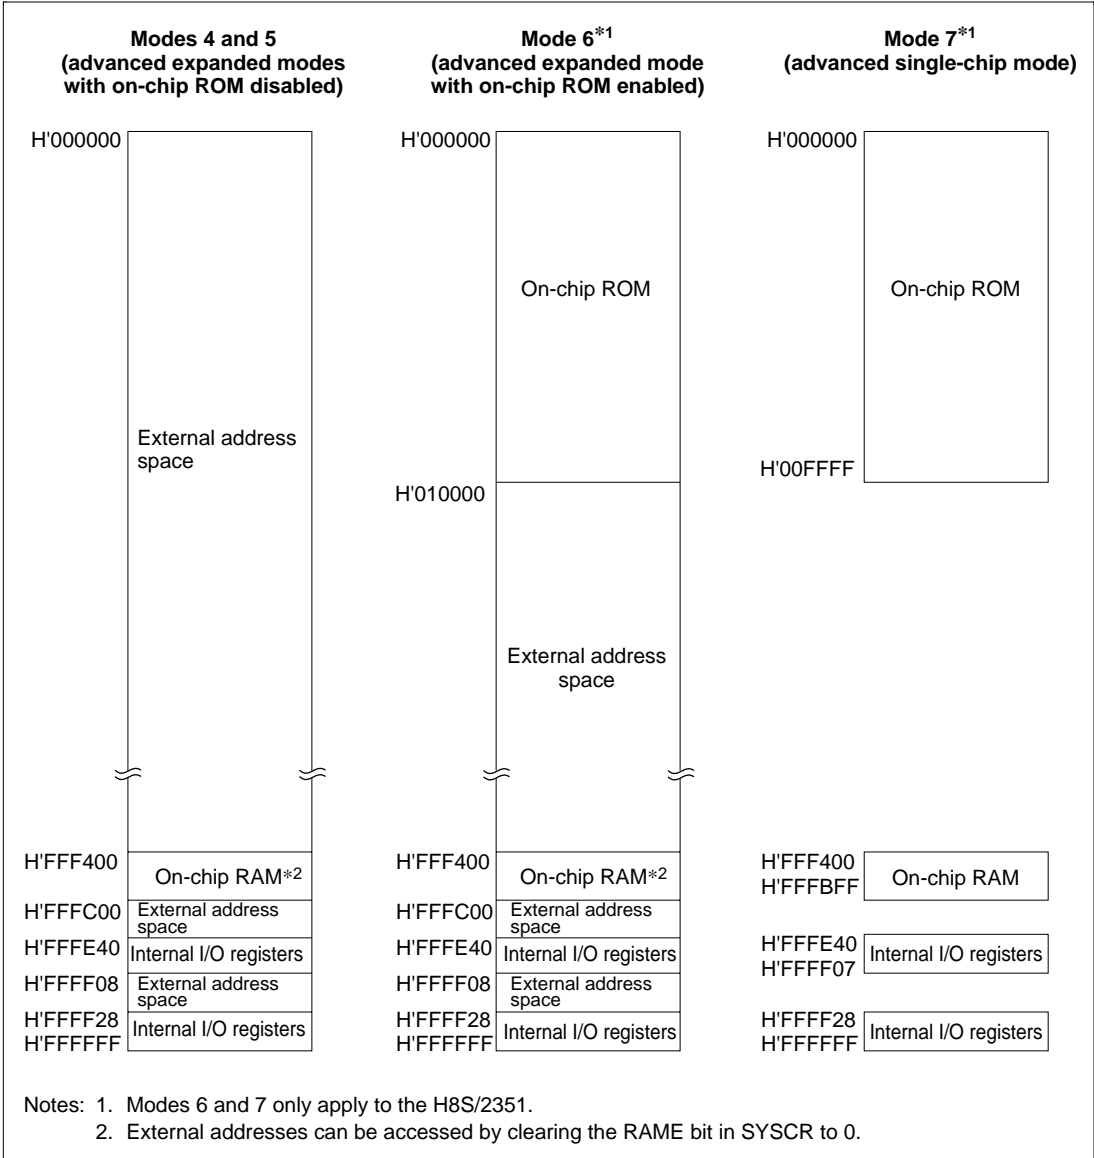 Modes 4 and 5
(advanced expanded modes
with on-chip ROM disabled)
H'000000
External address
space
H'FFF400
On-chip RAM*2
H'FFFC00
External address
space
H'FFFE40
Internal I/O registers
H'FFFF08
External address
space
H'FFFF28
Internal I/O registers
H'FFFFFF
Mode 6*1
(advanced expanded mode
with on-chip ROM enabled)
H'000000
On-chip ROM
H'010000
External address
space
H'FFF400
On-chip RAM*2
H'FFFC00
External address
space
H'FFFE40
Internal I/O registers
H'FFFF08
External address
space
H'FFFF28
Internal I/O registers
H'FFFFFF
Mode 7*1
(advanced single-chip mode)
H'000000
On-chip ROM
H'00FFFF
H'FFF400
On-chip RAM
H'FFFBFF
H'FFFE40
Internal I/O registers
H'FFFF07
H'FFFF28
Internal I/O registers
H'FFFFFF
Notes: 1. Modes 6 and 7 only apply to the H8S/2351.
2. External addresses can be accessed by clearing the RAME bit in SYSCR to 0.